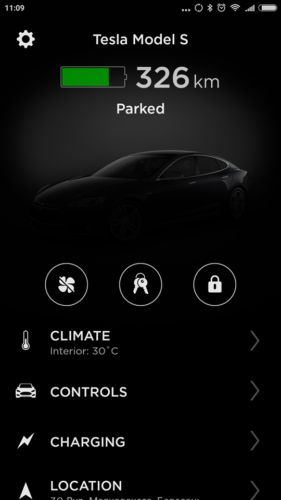 11:09
Tesla Model S
326 km
Parked
CLIMATE
Interior: 30°C
CONTROLS
CHARGING
LOCATION